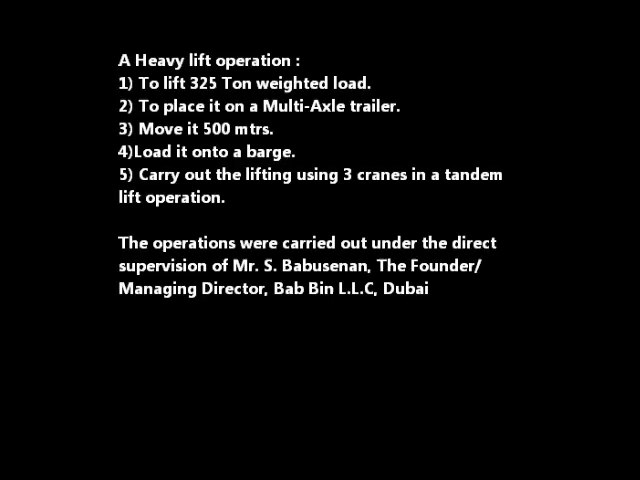 A Heavy lift operation :
1) To lift 325 Ton weighted load.
2) To place it on a Multi-Axle trailer.
3) Move it 500 mtrs.
4)Load it onto a barge.
5) Carry out the lifting using 3 cranes in a tandem
lift operation.
The operations were carried out under the direct
supervision of Mr. S. Babusenan, The Founder/
Managing Director, Bab Bin L.L.C, Dubai